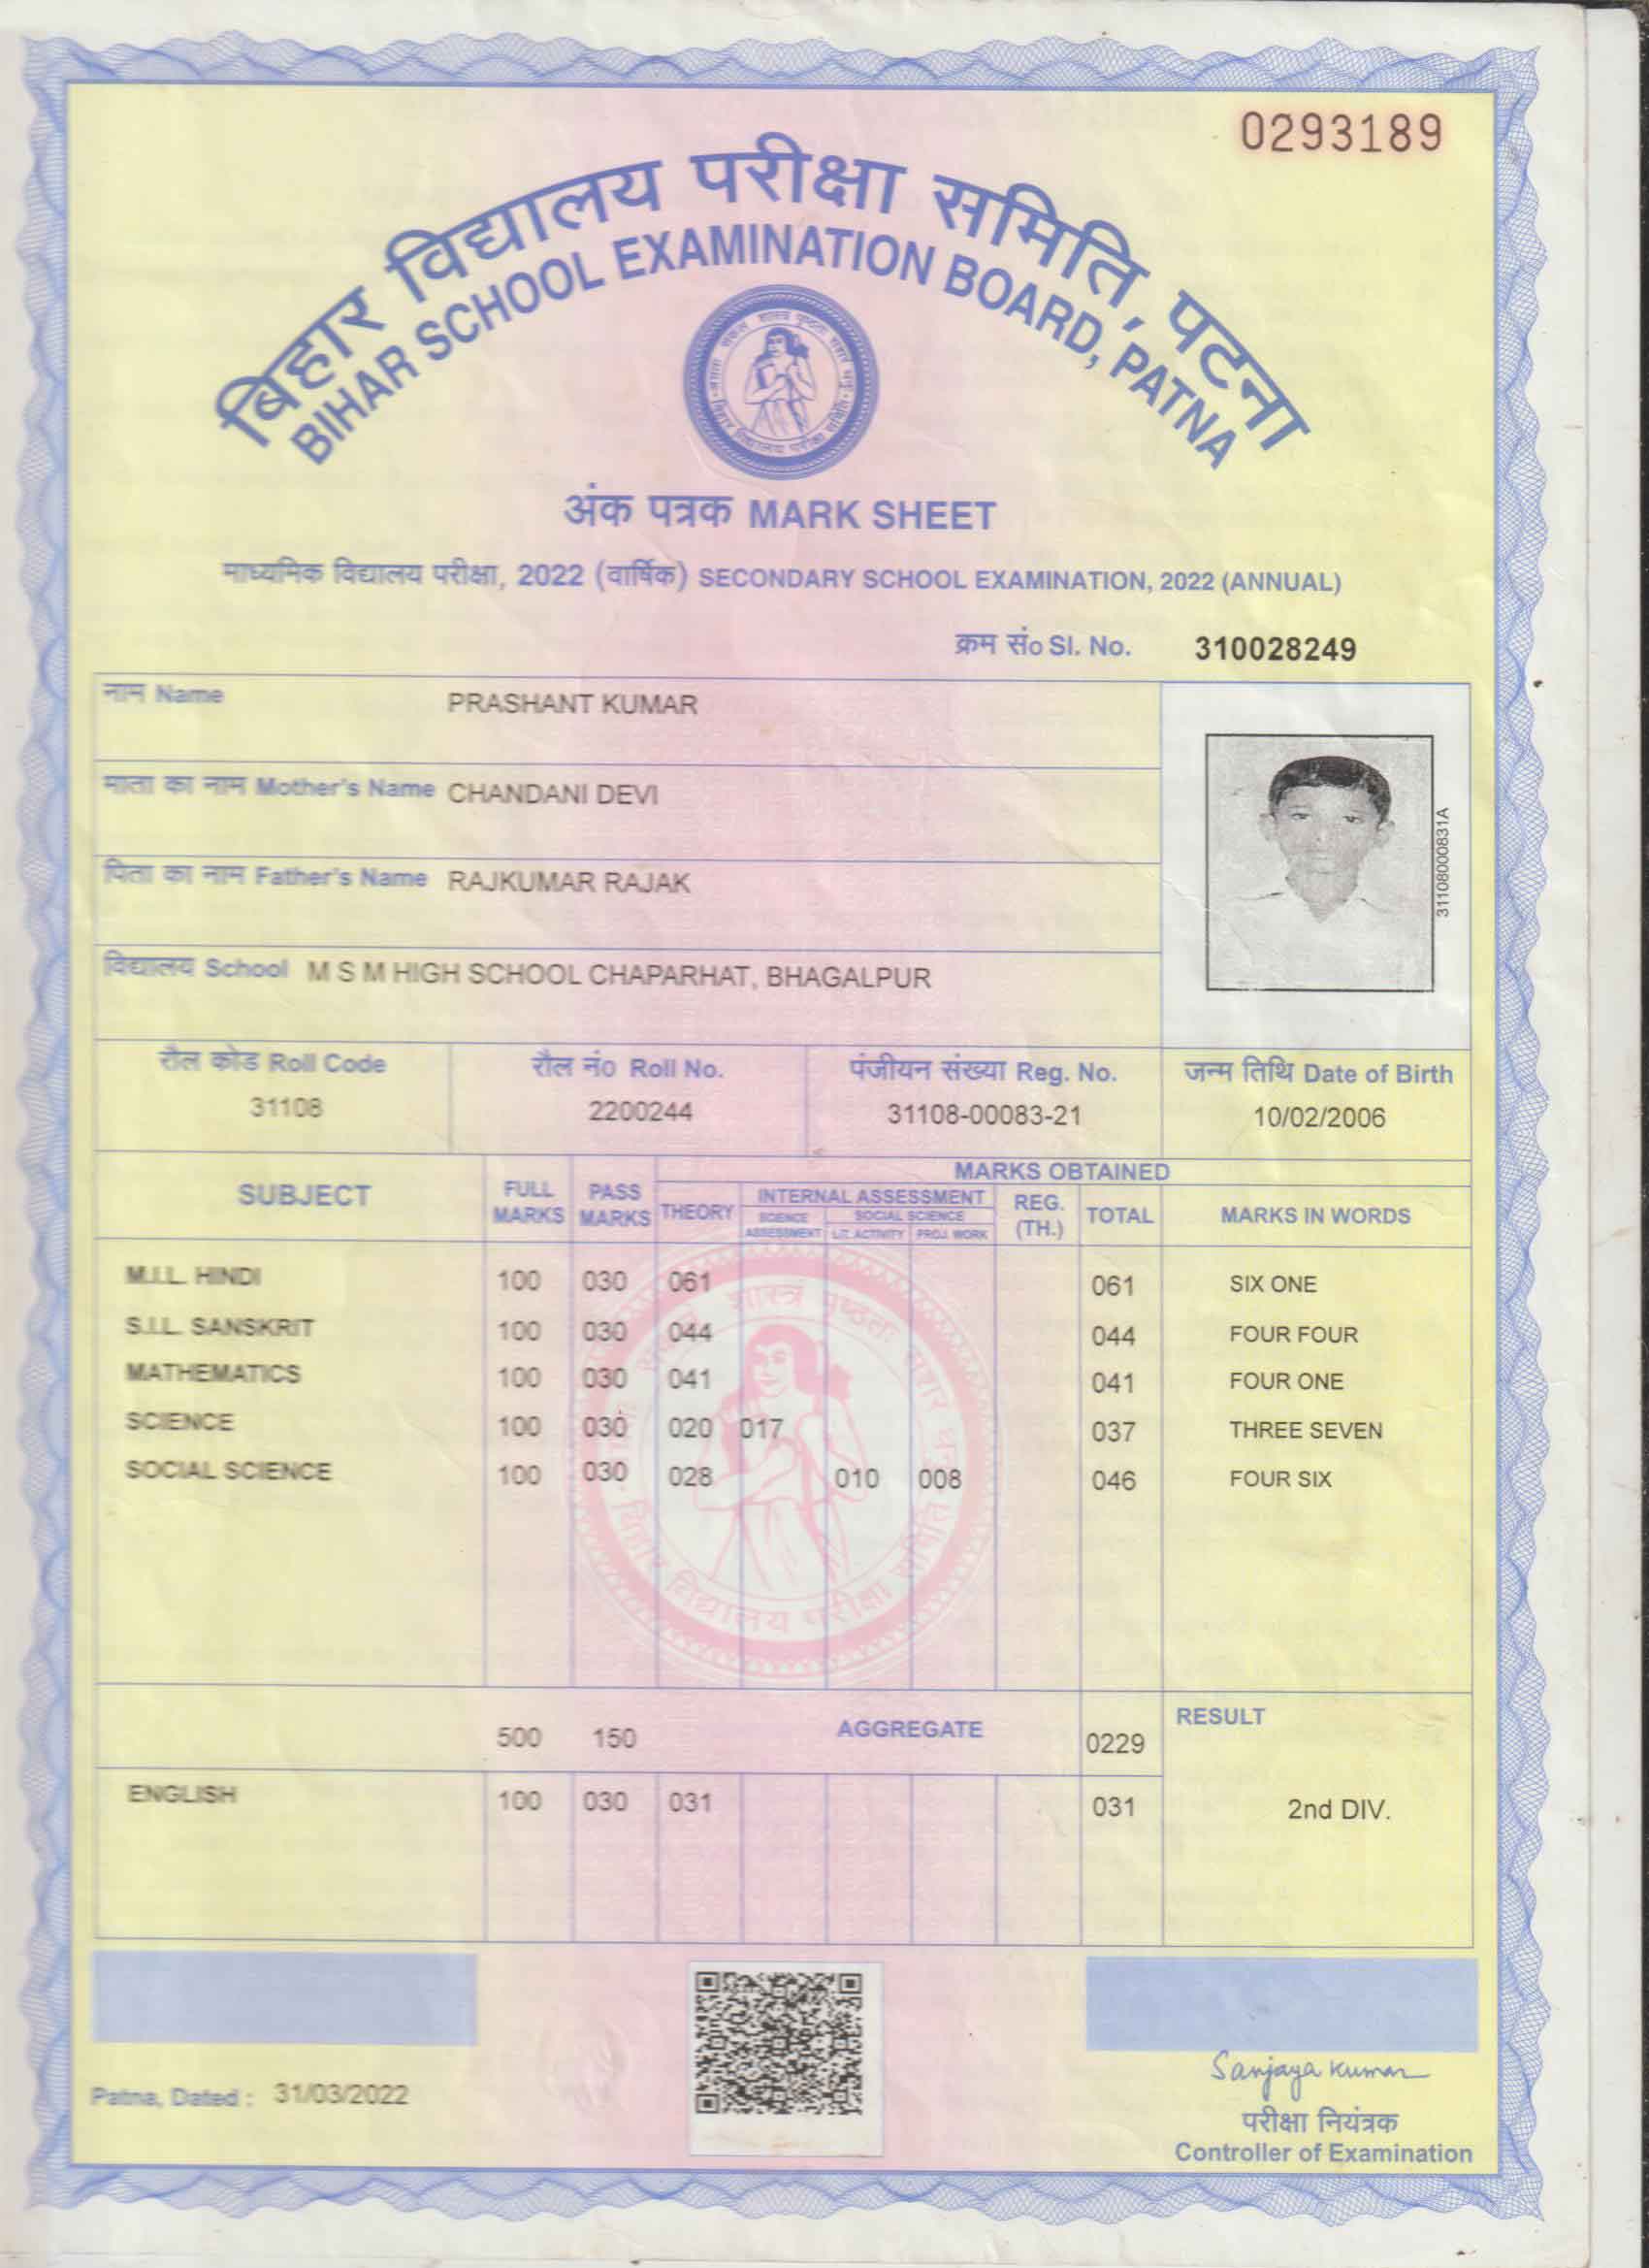 0293189
बिहार विद्यालय परीक्षा समिति, पटना
BIHAR SCHOOL EXAMINATION BOARD, PATNA
अंक पत्रक MARK SHEET
माध्यमिक विद्यालय परीक्षा, 2022 (वार्षिक) SECONDARY SCHOOL EXAMINATION, 2022 (ANNUAL)
क्रम सं० Sl. No. 310028249
नाम Name PRASHANT KUMAR
माता का नाम Mother's Name CHANDANI DEVI
पिता का नाम Father's Name RAJKUMAR RAJAK
विद्यालय School M S M HIGH SCHOOL CHAPARHAT, BHAGALPUR
31108000831A
रौल कोड Roll Code रौल नं० Roll No. पंजीयन संख्या Reg. No. जन्म तिथि Date of Birth
31108 2200244 31108-00083-21 10/02/2006
MARKS OBTAINED
SUBJECT FULL MARKS PASS MARKS THEORY INTERNAL ASSESSMENT REG. (TH.) TOTAL MARKS IN WORDS
SCIENCE SOCIAL SCIENCE
ASSESSMENT LIT. ACTIVITY PROJ. WORK
M.I.L. HINDI 100 030 061 061 SIX ONE
S.I.L. SANSKRIT 100 030 044 044 FOUR FOUR
MATHEMATICS 100 030 041 041 FOUR ONE
SCIENCE 100 030 020 017 037 THREE SEVEN
SOCIAL SCIENCE 100 030 028 010 008 046 FOUR SIX
बिहार विद्यालय परीक्षा समिति
500 150 AGGREGATE 0229 RESULT
ENGLISH 100 030 031 031 2nd DIV.
Patna, Dated : 31/03/2022
Sanjaya Kumar
परीक्षा नियंत्रक
Controller of Examination